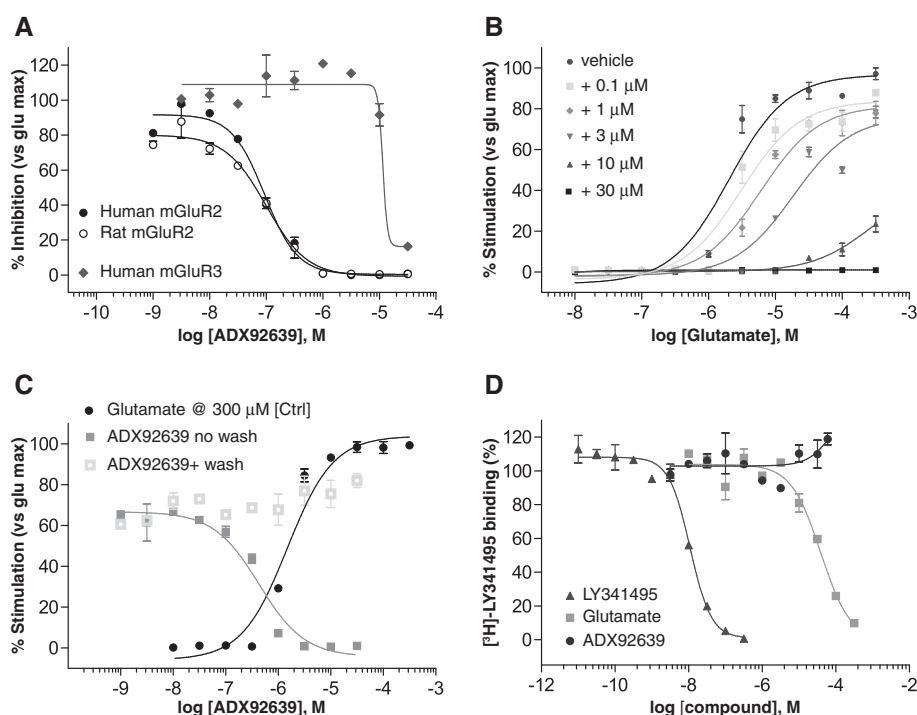 A
% Inhibition (vs glu max)
120
100
80
60
40
20
0
Human mGluR2
Rat mGluR2
Human mGluR3
-10 -9 -8 -7 -6 -5 -4
log [ADX92639], M
B
% Stimulation (vs glu max)
100
80
60
40
20
0
vehicle
+ 0.1 μM
+ 1 μM
+ 3 μM
+ 10 μM
+ 30 μM
-8 -7 -6 -5 -4 -3
log [Glutamate], M
C
% Stimulation (vs glu max)
100
80
60
40
20
0
Glutamate @ 300 μM [Ctrl]
ADX92639 no wash
ADX92639+ wash
-9 -8 -7 -6 -5 -4 -3
log [ADX92639], M
D
[³H]-LY341495 binding (%)
120
100
80
60
40
20
0
LY341495
Glutamate
ADX92639
-12 -10 -8 -6 -4 -2
log [compound], M